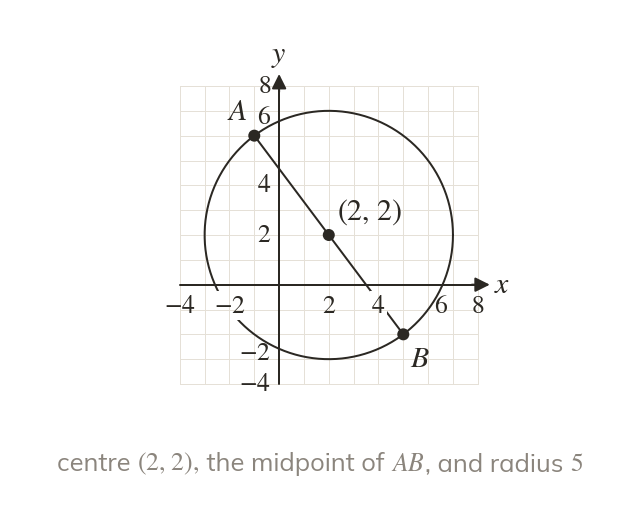 y
8
A 6
4
(2, 2)
2
x
−4 −2 2 4 6 8
−2
B
−4
centre (2, 2), the midpoint of AB, and radius 5